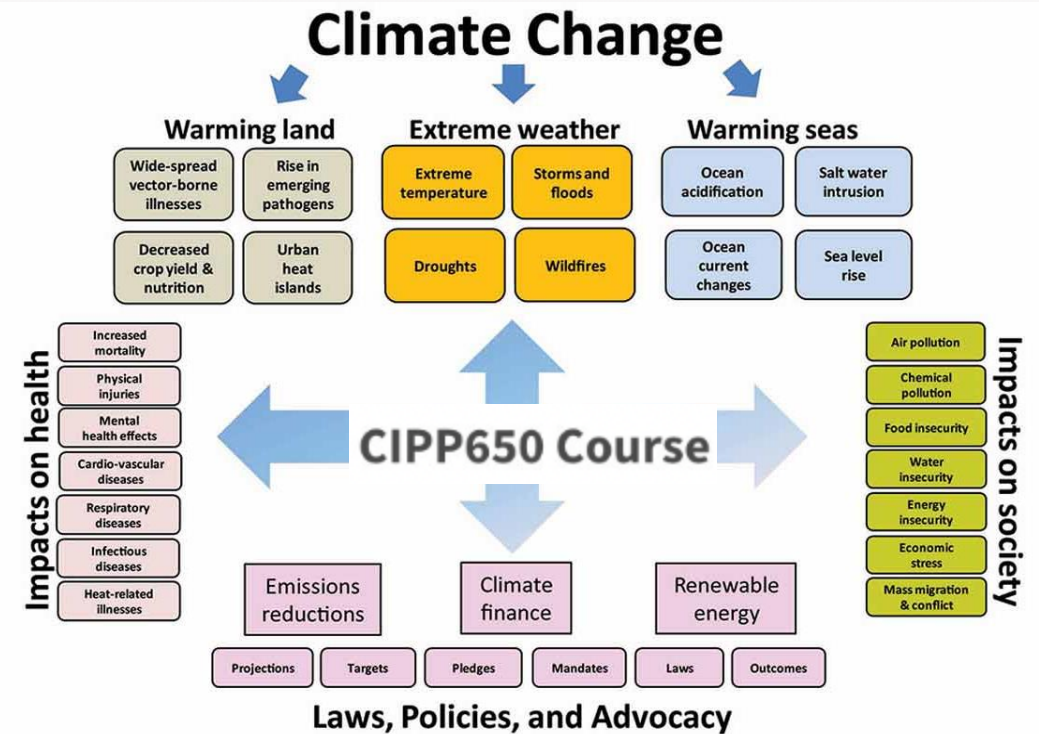 Climate Change
Warming land
Extreme weather
Warming seas
Wide-spread
vector-borne
illnesses
Rise in
emerging
pathogens
Decreased
crop yield &
nutrition
Urban
heat
islands
Extreme
temperature
Storms and
floods
Droughts
Wildfires
Ocean
acidification
Salt water
intrusion
Ocean
current
changes
Sea level
rise
Impacts on health
Increased
mortality
Physical
injuries
Mental
health effects
Cardio-vascular
diseases
Respiratory
diseases
Infectious
diseases
Heat-related
illnesses
CIPP650 Course
Air pollution
Chemical
pollution
Food insecurity
Water
insecurity
Energy
insecurity
Economic
stress
Mass migration
& conflict
Impacts on society
Emissions
reductions
Climate
finance
Renewable
energy
Projections
Targets
Pledges
Mandates
Laws
Outcomes
Laws, Policies, and Advocacy